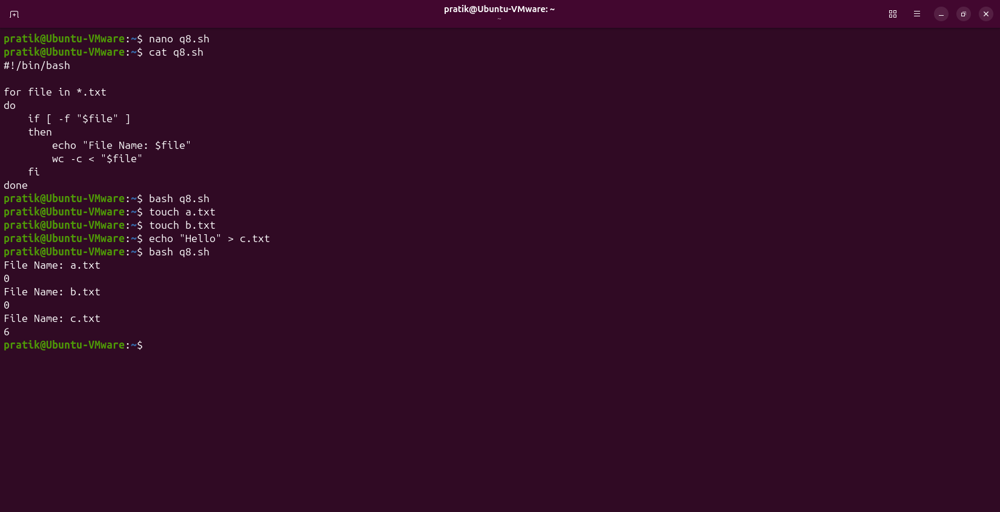 pratik@Ubuntu-VMware: ~
~
pratik@Ubuntu-VMware:~$ nano q8.sh
pratik@Ubuntu-VMware:~$ cat q8.sh
#!/bin/bash

for file in *.txt
do
    if [ -f "$file" ]
    then
        echo "File Name: $file"
        wc -c < "$file"
    fi
done
pratik@Ubuntu-VMware:~$ bash q8.sh
pratik@Ubuntu-VMware:~$ touch a.txt
pratik@Ubuntu-VMware:~$ touch b.txt
pratik@Ubuntu-VMware:~$ echo "Hello" > c.txt
pratik@Ubuntu-VMware:~$ bash q8.sh
File Name: a.txt
0
File Name: b.txt
0
File Name: c.txt
6
pratik@Ubuntu-VMware:~$